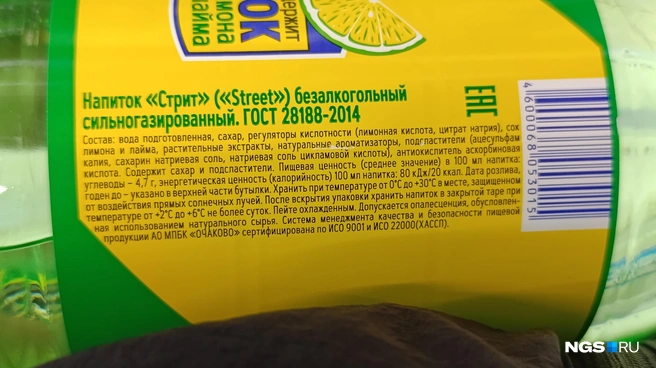 держит
ОК
имона
лайма
Напиток «Стрит» («Street») безалкогольный
сильногазированный. ГОСТ 28188-2014
EAC
Состав: вода подготовленная, сахар, регуляторы кислотности (лимонная кислота, цитрат натрия), сок
лимона и лайма, растительные экстракты, натуральные ароматизаторы, подсластители (ацесульфам
калия, сахарин натриевая соль, натриевая соль цикламовой кислоты), антиокислитель аскорбиновая
кислота. Содержит сахар и подсластители. Пищевая ценность (среднее значение) в 100 мл напитка:
углеводы – 4,7 г, энергетическая ценность (калорийность) 100 мл напитка: 80 кДж/20 ккал. Дата розлива,
годен до – указано в верхней части бутылки. Хранить при температуре от 0°С до +30°С в месте, защищенном
от воздействия прямых солнечных лучей. После вскрытия упаковки хранить напиток в закрытой таре при
температуре от +2°С до +6°С не более суток. Пейте охлажденным. Допускается опалесценция, обусловлен-
ная использованием натурального сырья. Система менеджмента качества и безопасности пищевой
продукции АО МПБК «ОЧАКОВО» сертифицирована по ИСО 9001 и ИСО 22000(ХАССП).
4600068053615
NGS RU